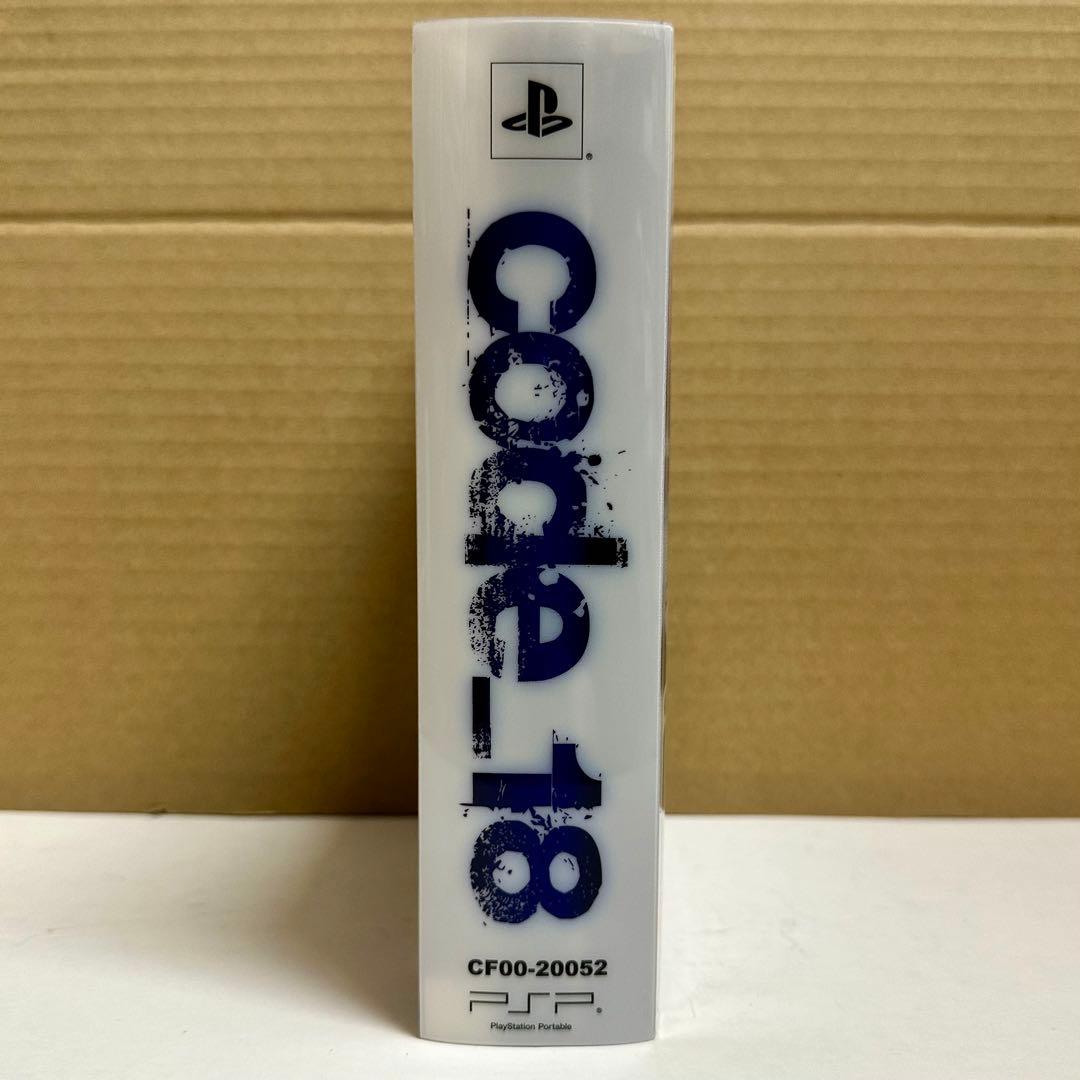 code_18
CF00-20052
PSP®
PlayStation Portable